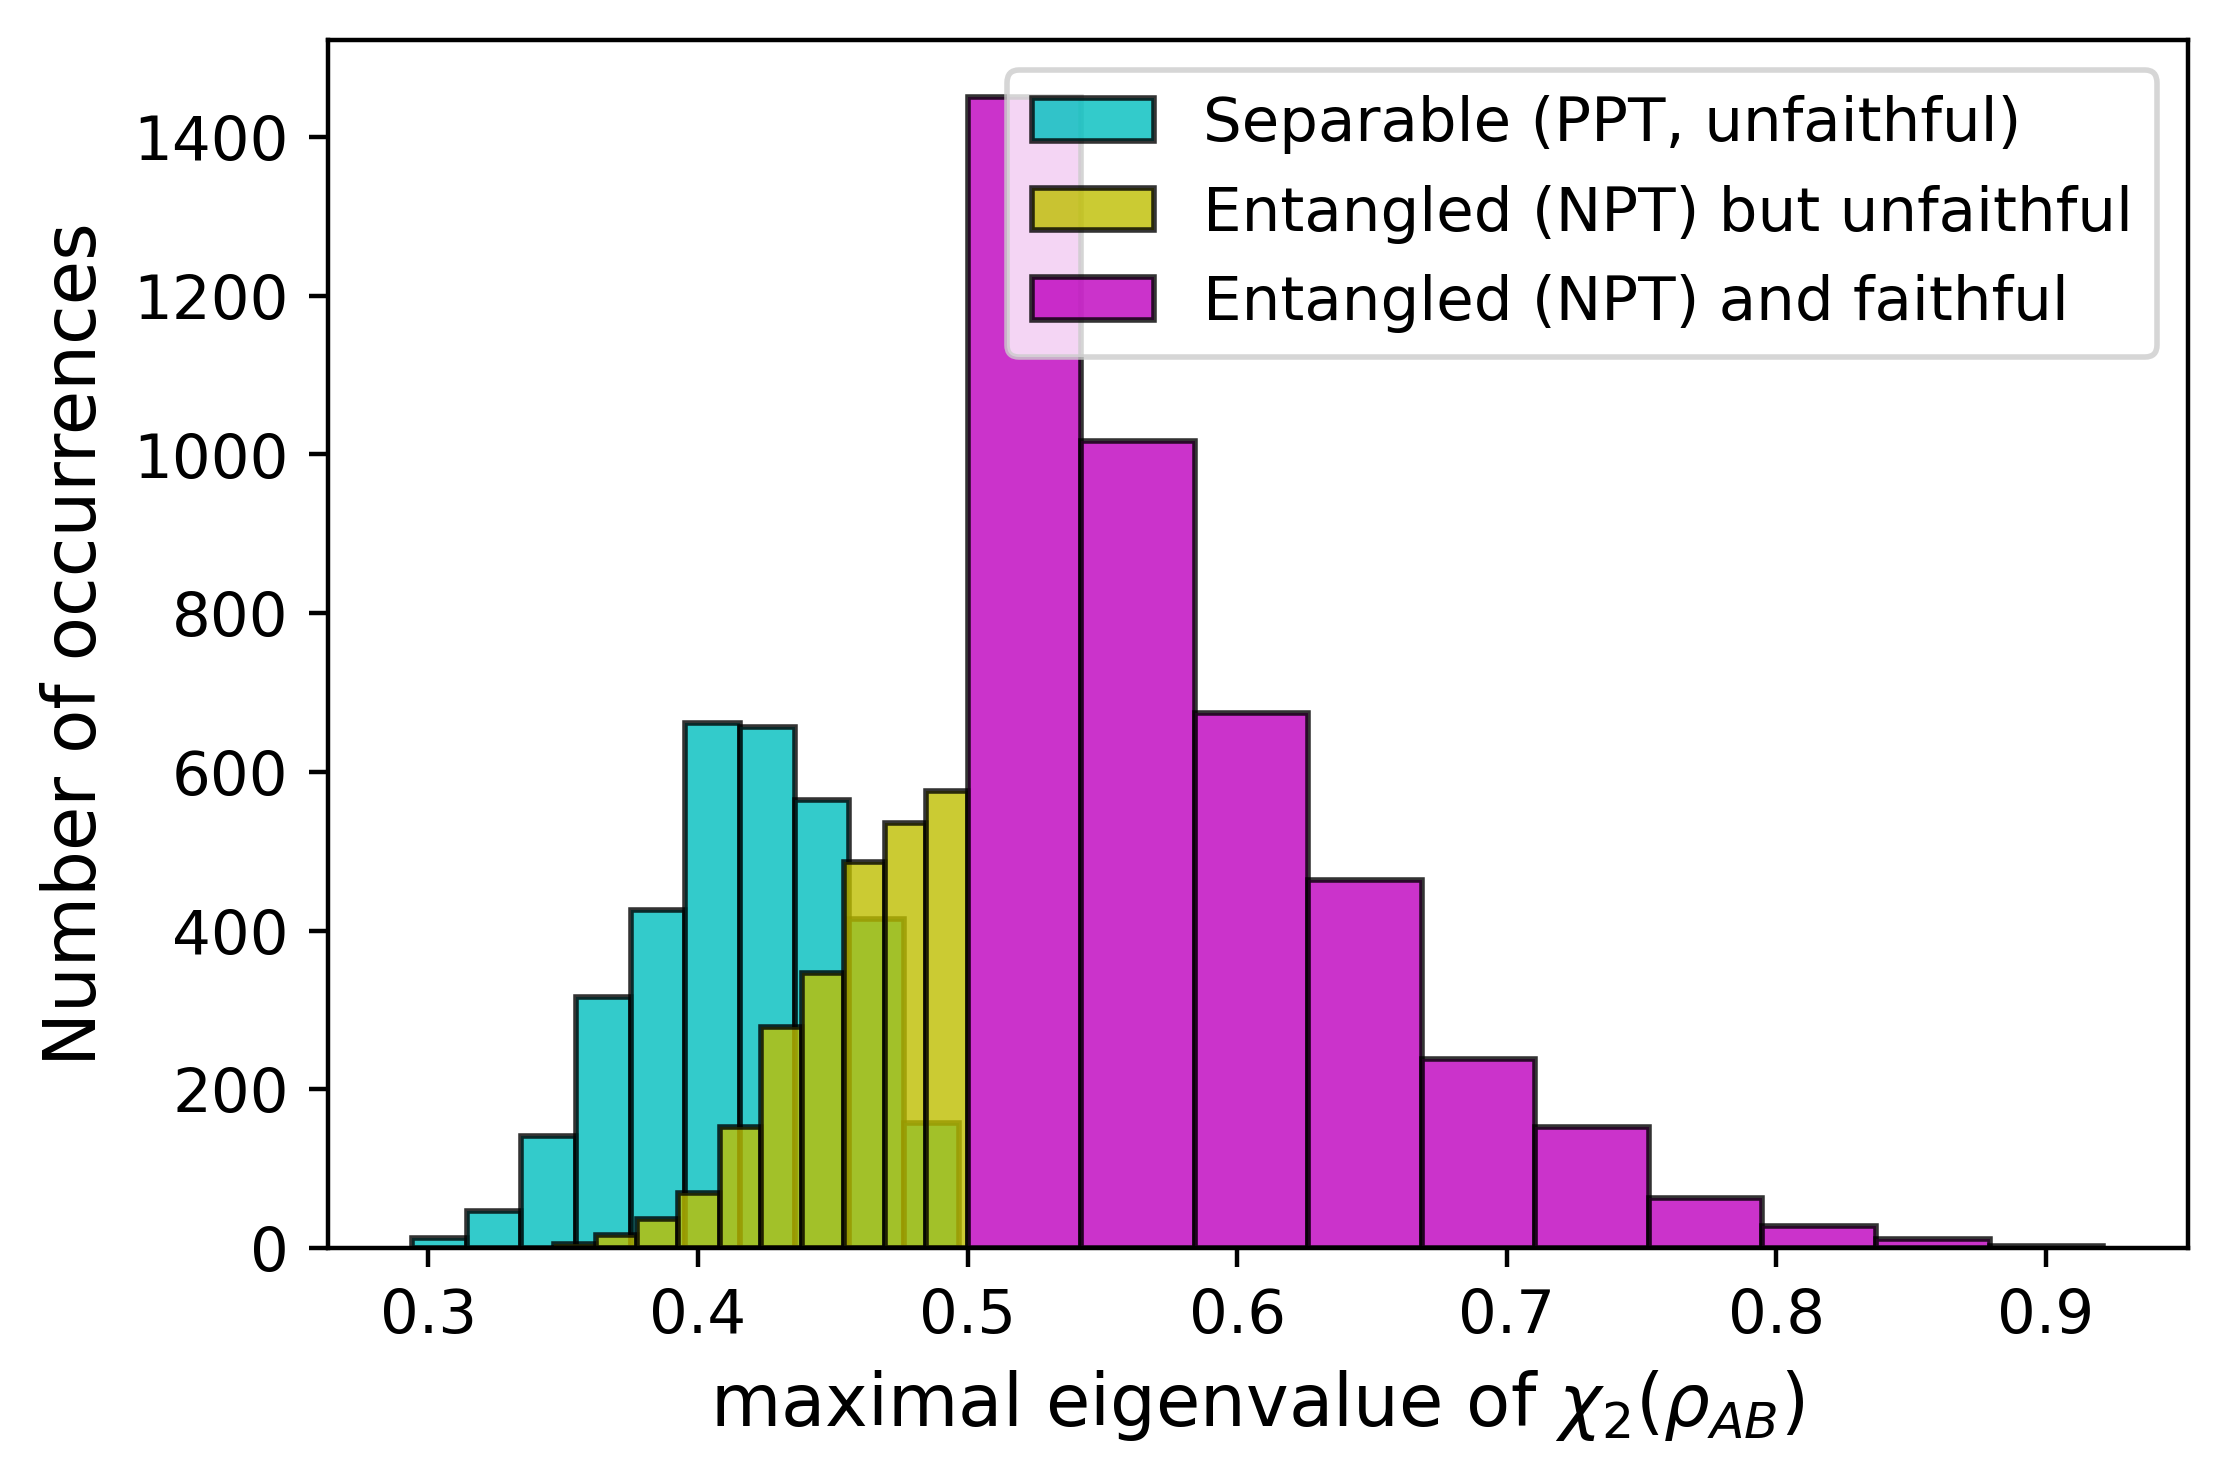 Separable (PPT, unfaithful)
Entangled (NPT) but unfaithful
Entangled (NPT) and faithful
Number of occurrences
1400
1200
1000
800
600
400
200
0
0.3 0.4 0.5 0.6 0.7 0.8 0.9
maximal eigenvalue of χ₂(ρ_AB)